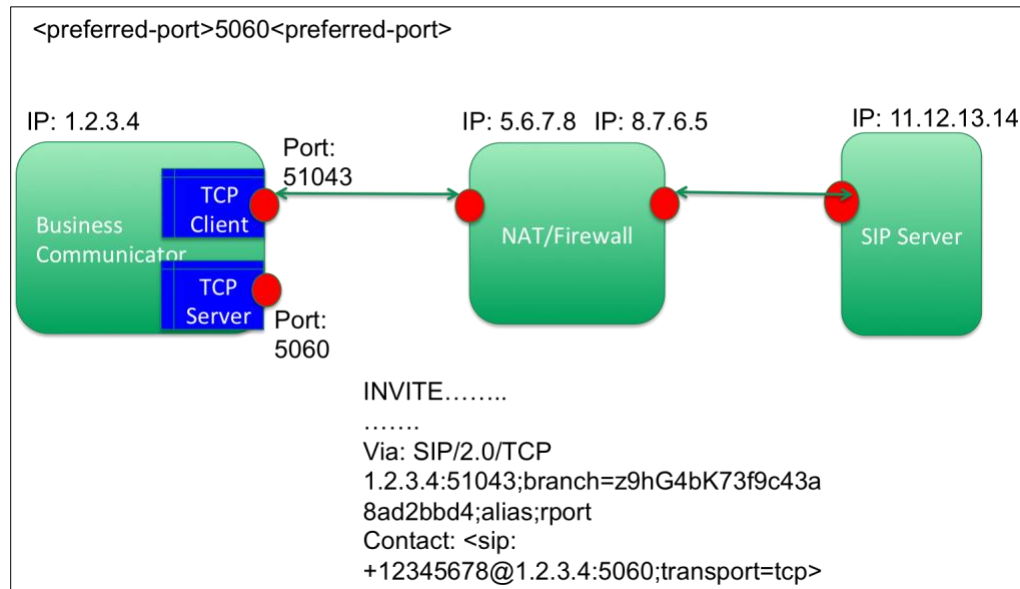 <preferred-port>5060<preferred-port>
IP: 1.2.3.4
IP: 5.6.7.8 IP: 8.7.6.5
IP: 11.12.13.14
Port:
51043
TCP
Client
Business
Communicator
NAT/Firewall
SIP Server
TCP
Server
Port:
5060
INVITE……..
…….
Via: SIP/2.0/TCP
1.2.3.4:51043;branch=z9hG4bK73f9c43a
8ad2bbd4;alias;rport
Contact: <sip:
+12345678@1.2.3.4:5060;transport=tcp>